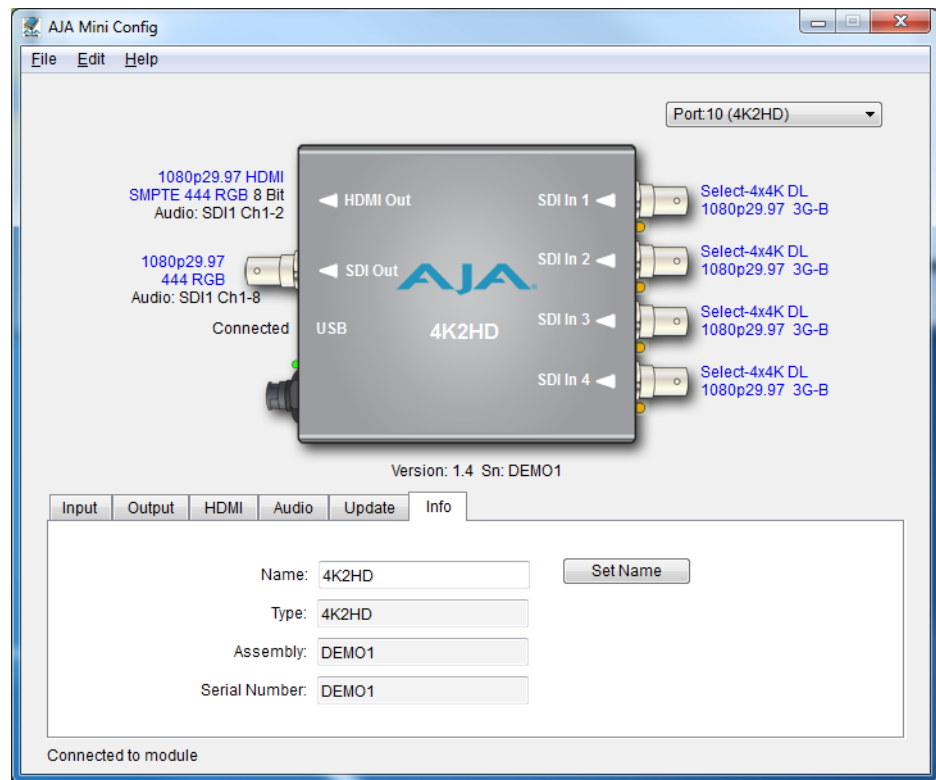 AJA Mini Config
File Edit Help
Port:10 (4K2HD)
1080p29.97 HDMI
SMPTE 444 RGB 8 Bit
Audio: SDI1 Ch1-2
HDMI Out
SDI In 1
Select-4x4K DL
1080p29.97 3G-B
1080p29.97
444 RGB
Audio: SDI1 Ch1-8
SDI Out
AJA
SDI In 2
Select-4x4K DL
1080p29.97 3G-B
Connected
USB
4K2HD
SDI In 3
Select-4x4K DL
1080p29.97 3G-B
SDI In 4
Select-4x4K DL
1080p29.97 3G-B
Version: 1.4 Sn: DEMO1
Input Output HDMI Audio Update Info
Name: 4K2HD Set Name
Type: 4K2HD
Assembly: DEMO1
Serial Number: DEMO1
Connected to module